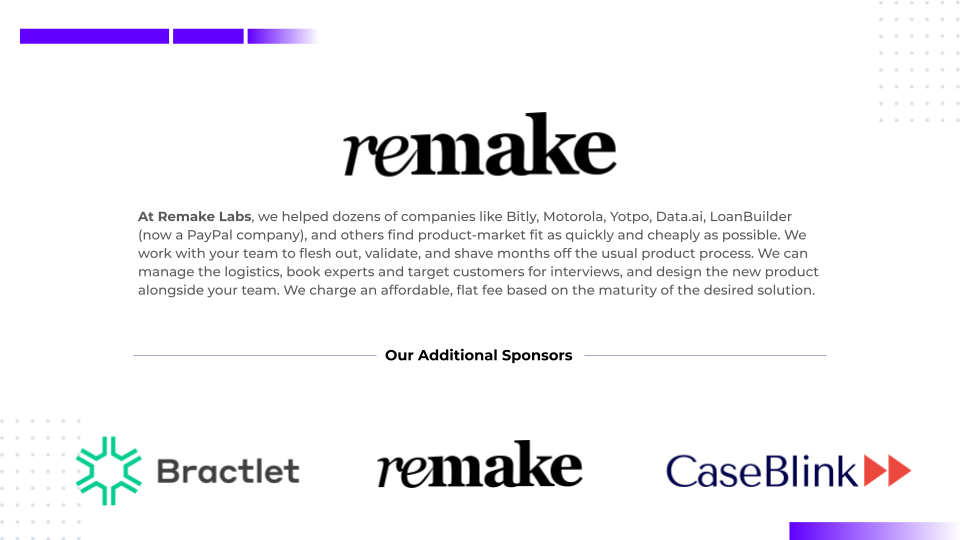 remake
At Remake Labs, we helped dozens of companies like Bitly, Motorola, Yotpo, Data.ai, LoanBuilder
(now a PayPal company), and others find product-market fit as quickly and cheaply as possible. We
work with your team to flesh out, validate, and shave months off the usual product process. We can
manage the logistics, book experts and target customers for interviews, and design the new product
alongside your team. We charge an affordable, flat fee based on the maturity of the desired solution.
Our Additional Sponsors
Bractlet
remake
CaseBlink